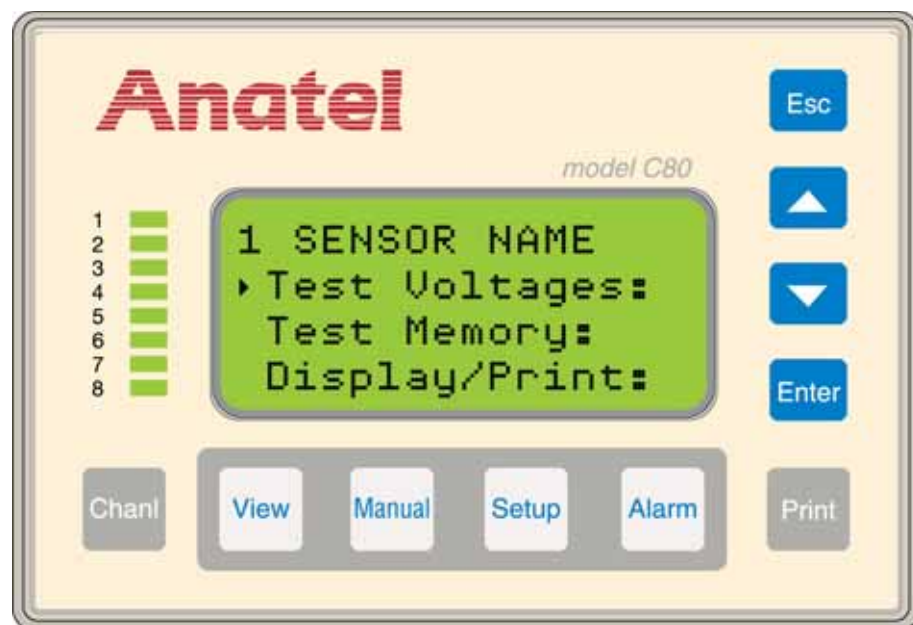 Anatel
Esc
model C80
1
2
3
4
5
6
7
8
1 SENSOR NAME
Test Voltages:
Test Memory:
Display/Print:
Enter
Chanl
View
Manual
Setup
Alarm
Print